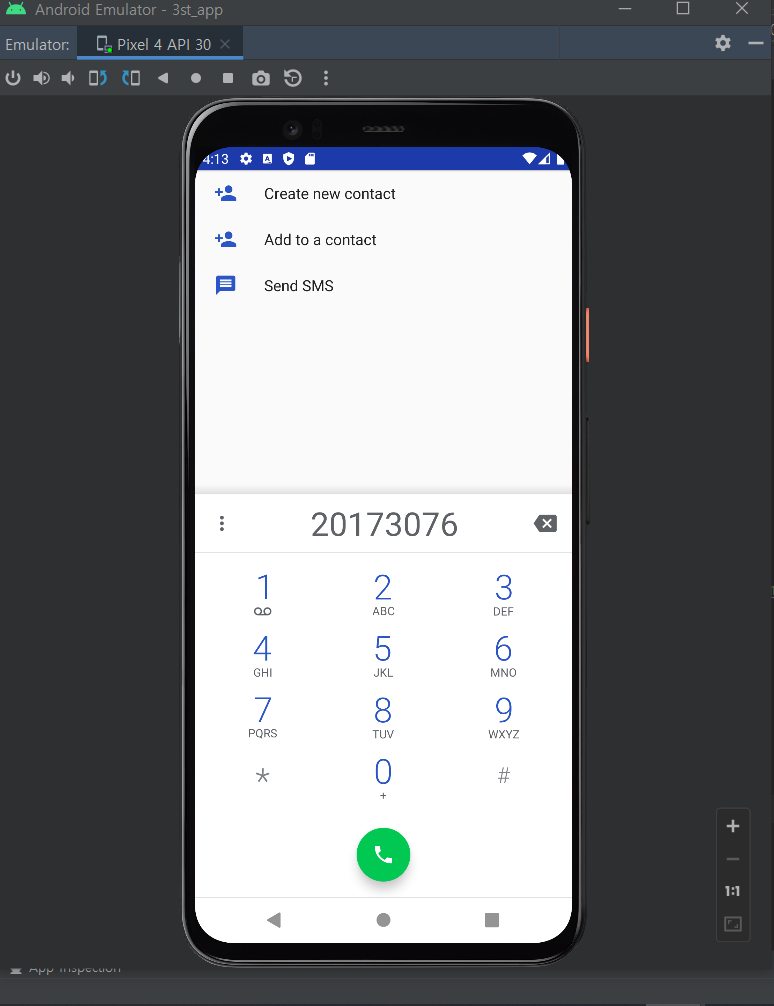 Android Emulator - 3st_app
Emulator: Pixel 4 API 30
4:13
Create new contact
Add to a contact
Send SMS
20173076
1 2 3
ABC DEF
4 5 6
GHI JKL MNO
7 8 9
PQRS TUV WXYZ
* 0 #
+
1:1
App Inspection